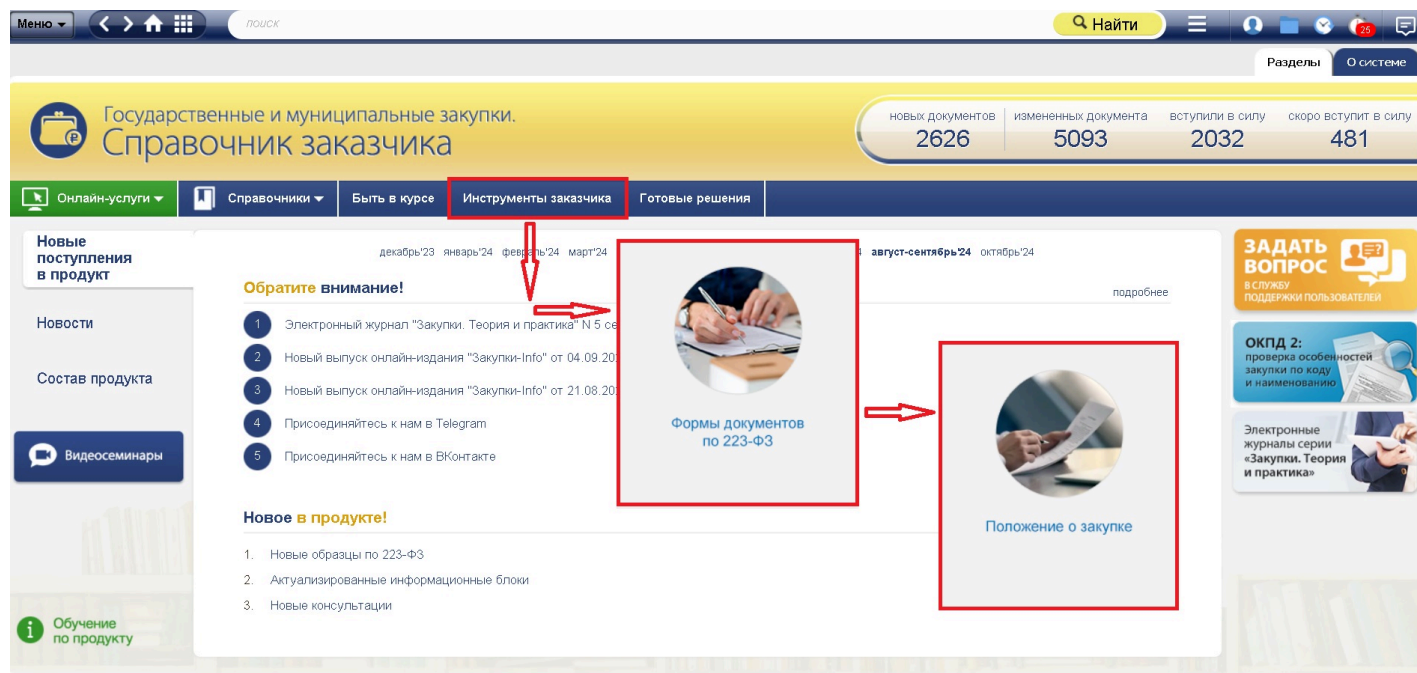 Меню
поиск
Найти
25
Разделы
О системе
Государственные и муниципальные закупки.
Справочник заказчика
новых документов
2626
измененных документа
5093
вступили в силу
2032
скоро вступит в силу
481
Онлайн-услуги
Справочники
Быть в курсе
Инструменты заказчика
Готовые решения
Новые
поступления
в продукт
Новости
Состав продукта
Видеосеминары
Обучение
по продукту
декабрь'23 январь'24 февраль'24 март'24
август-сентябрь'24 октябрь'24
Обратите внимание!
подробнее
1 Электронный журнал "Закупки. Теория и практика" N 5
2 Новый выпуск онлайн-издания "Закупки-Info" от 04.09.
3 Новый выпуск онлайн-издания "Закупки-Info" от 21.08.
4 Присоединяйтесь к нам в Telegram
5 Присоединяйтесь к нам в ВКонтакте
Новое в продукте!
1. Новые образцы по 223-ФЗ
2. Актуализированные информационные блоки
3. Новые консультации
Формы документов
по 223-ФЗ
Положение о закупке
ЗАДАТЬ
ВОПРОС
В СЛУЖБУ
ПОДДЕРЖКИ ПОЛЬЗОВАТЕЛЕЙ
ОКПД 2:
проверка особенностей
закупки по коду
и наименованию
Электронные
журналы серии
«Закупки. Теория
и практика»